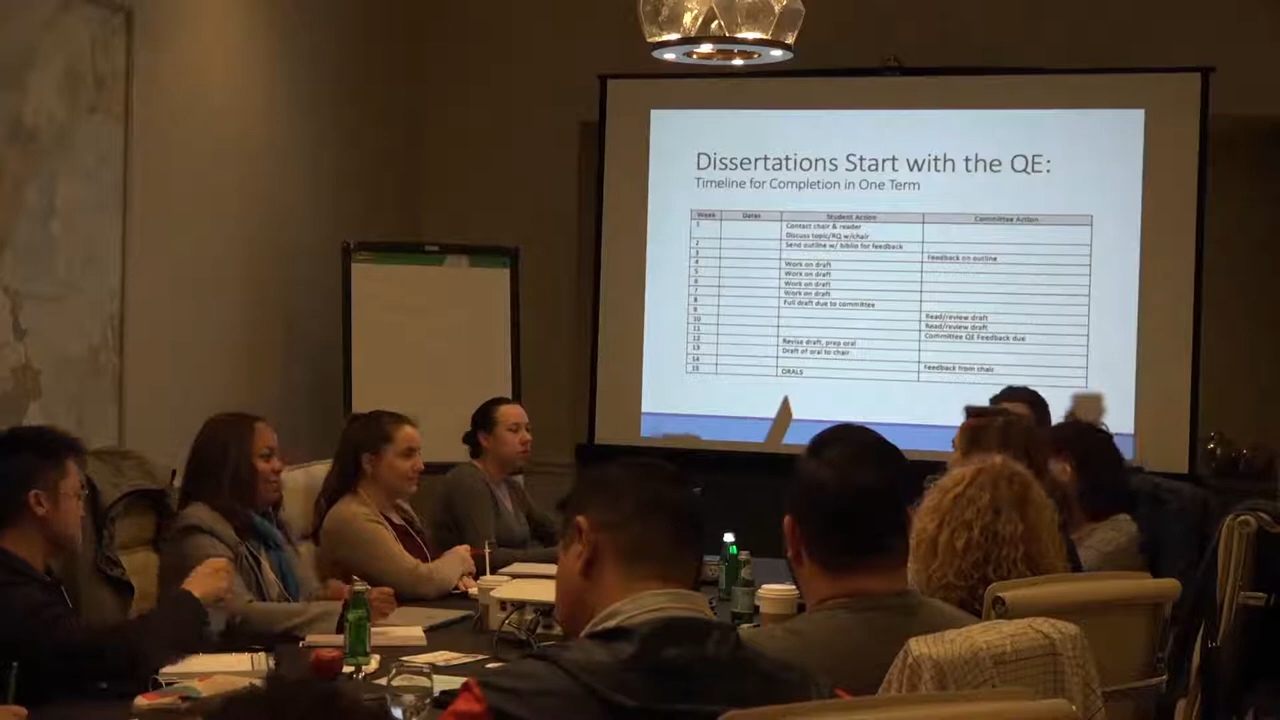 Dissertations Start with the QE:
Timeline for Completion in One Term
Week Dates Student Action Committee Action
1 Contact chair & reader
Discuss topic/RQ w/chair
2 Send outline w/ biblio for feedback
3 Feedback on outline
4 Work on draft
5 Work on draft
6 Work on draft
7 Work on draft
8 Full draft due to committee
9
10 Read/review draft
11 Read/review draft
12 Committee QE Feedback due
13 Revise draft, prep oral
14 Draft of oral to chair
15 Feedback from chair
ORALS